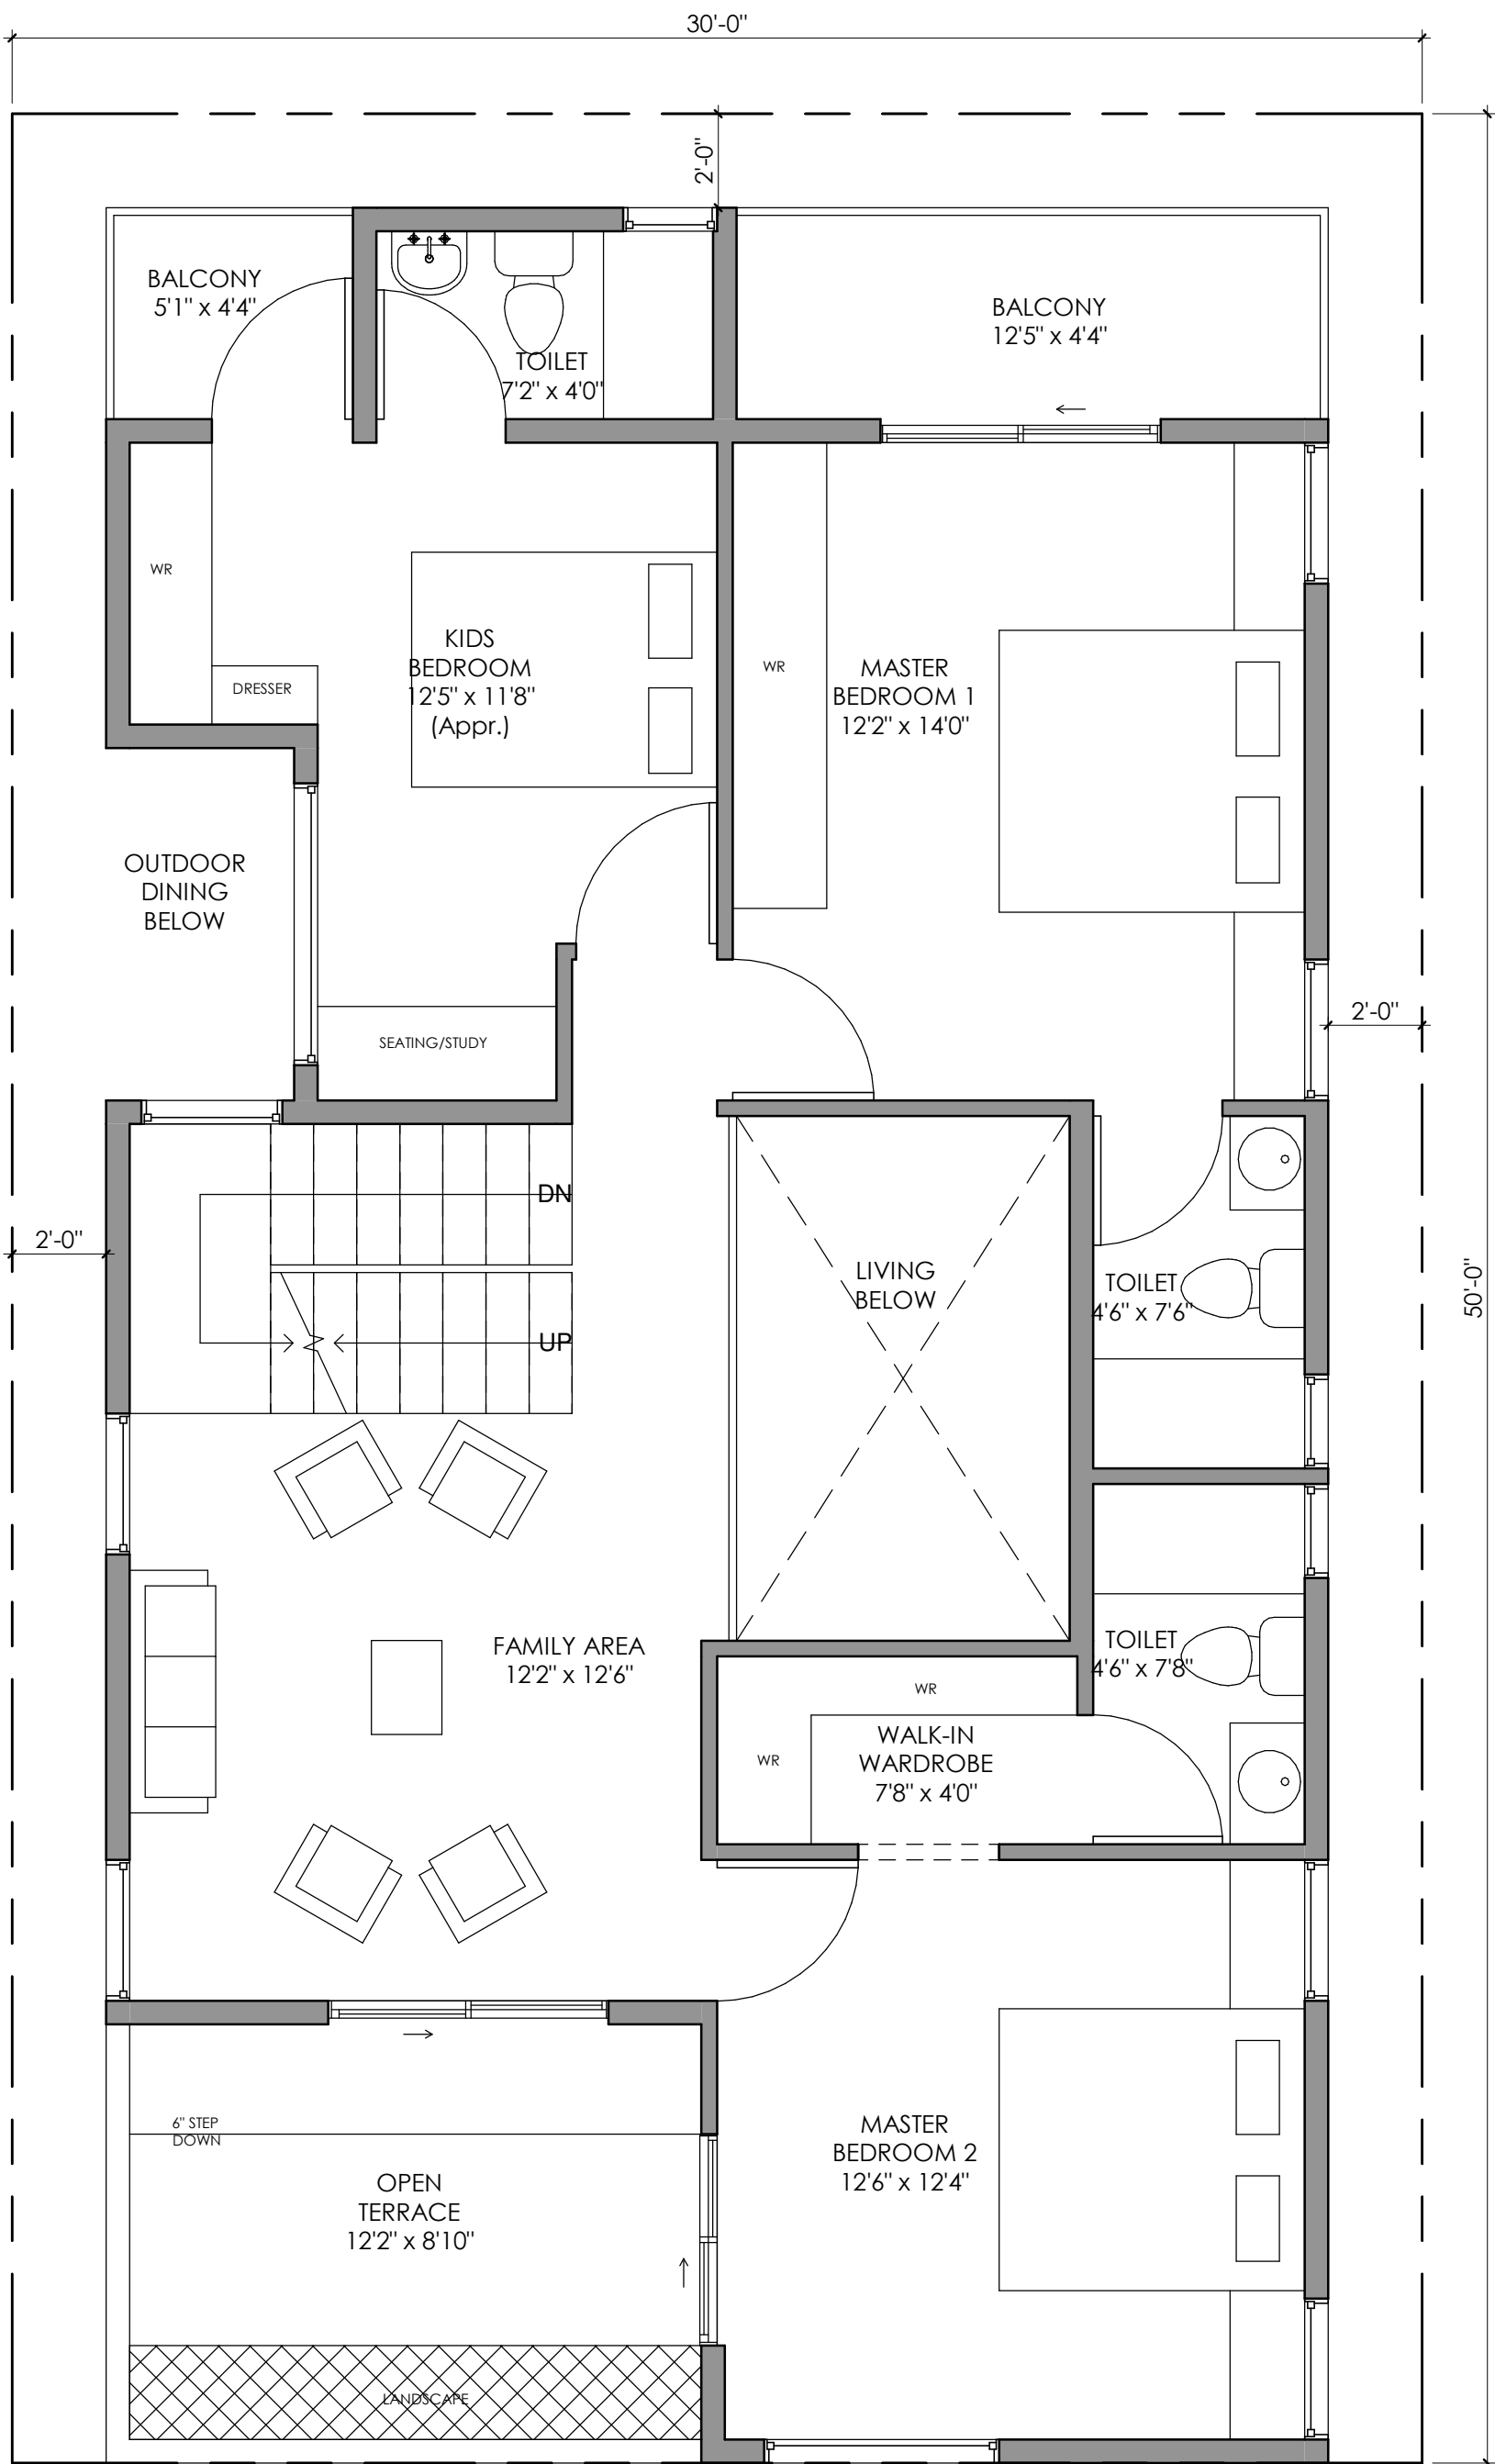 30'-0"
2'-0"
BALCONY
5'1" x 4'4"
TOILET
7'2" x 4'0"
BALCONY
12'5" x 4'4"
WR
DRESSER
KIDS
BEDROOM
12'5" x 11'8"
(Appr.)
WR
MASTER
BEDROOM 1
12'2" x 14'0"
OUTDOOR
DINING
BELOW
SEATING/STUDY
2'-0"
DN
UP
2'-0"
LIVING
BELOW
TOILET
4'6" x 7'6"
50'-0"
FAMILY AREA
12'2" x 12'6"
TOILET
4'6" x 7'8"
WR
WR
WALK-IN
WARDROBE
7'8" x 4'0"
6" STEP
DOWN
OPEN
TERRACE
12'2" x 8'10"
MASTER
BEDROOM 2
12'6" x 12'4"
LANDSCAPE